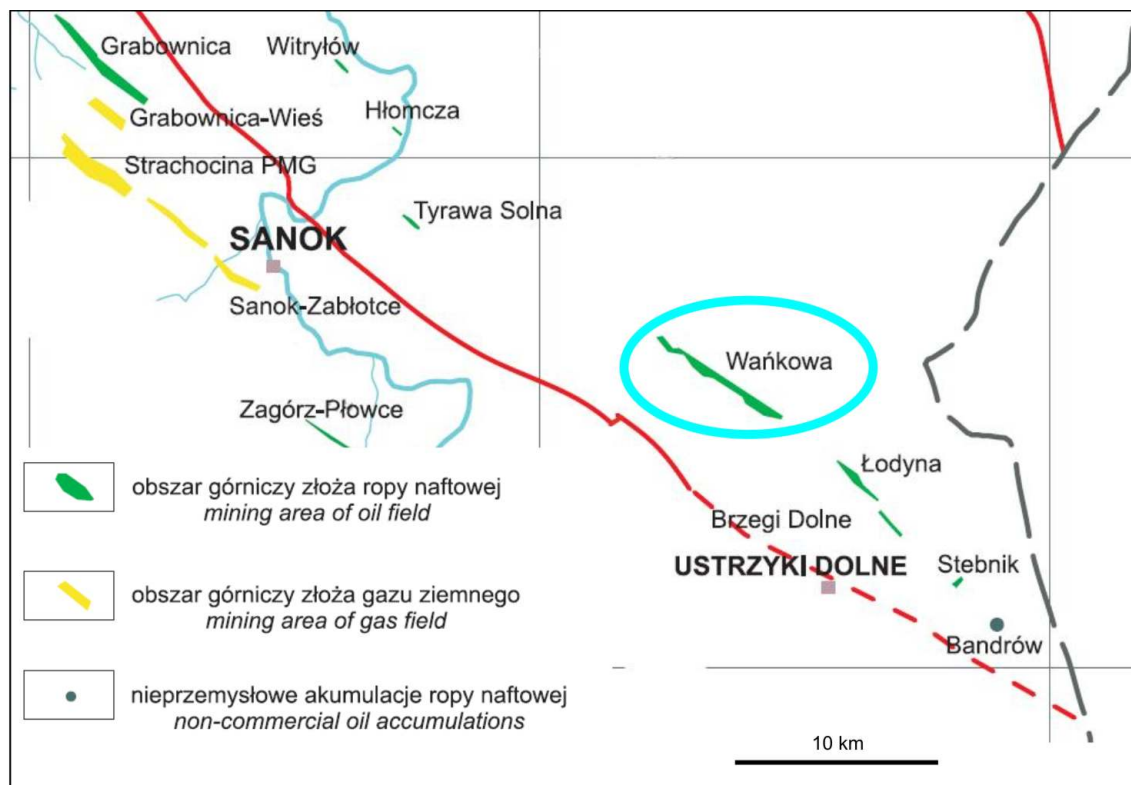 Grabownica
Witryłów
Grabownica-Wieś
Hłomcza
Strachocina PMG
Tyrawa Solna
SANOK
Sanok-Zabłotce
Wańkowa
Zagórz-Płowce
Łodyna
Brzegi Dolne
USTRZYKI DOLNE
Stebnik
Bandrów
obszar górniczy złoża ropy naftowej
mining area of oil field
obszar górniczy złoża gazu ziemnego
mining area of gas field
nieprzemysłowe akumulacje ropy naftowej
non-commercial oil accumulations
10 km